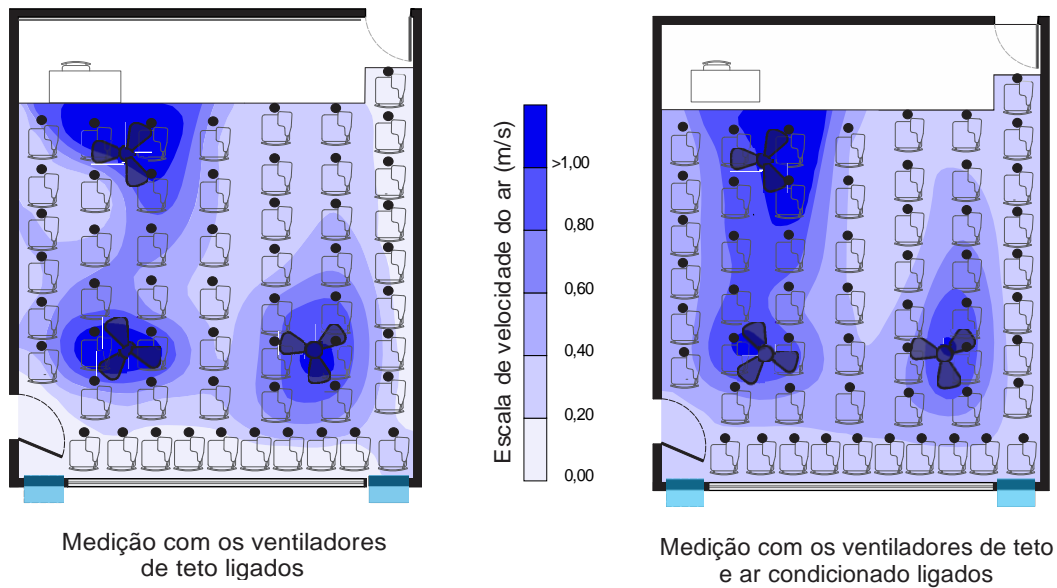 Escala de velocidade do ar (m/s)
>1,00
0,80
0,60
0,40
0,20
0,00
Medição com os ventiladores
de teto ligados
Medição com os ventiladores de teto
e ar condicionado ligados